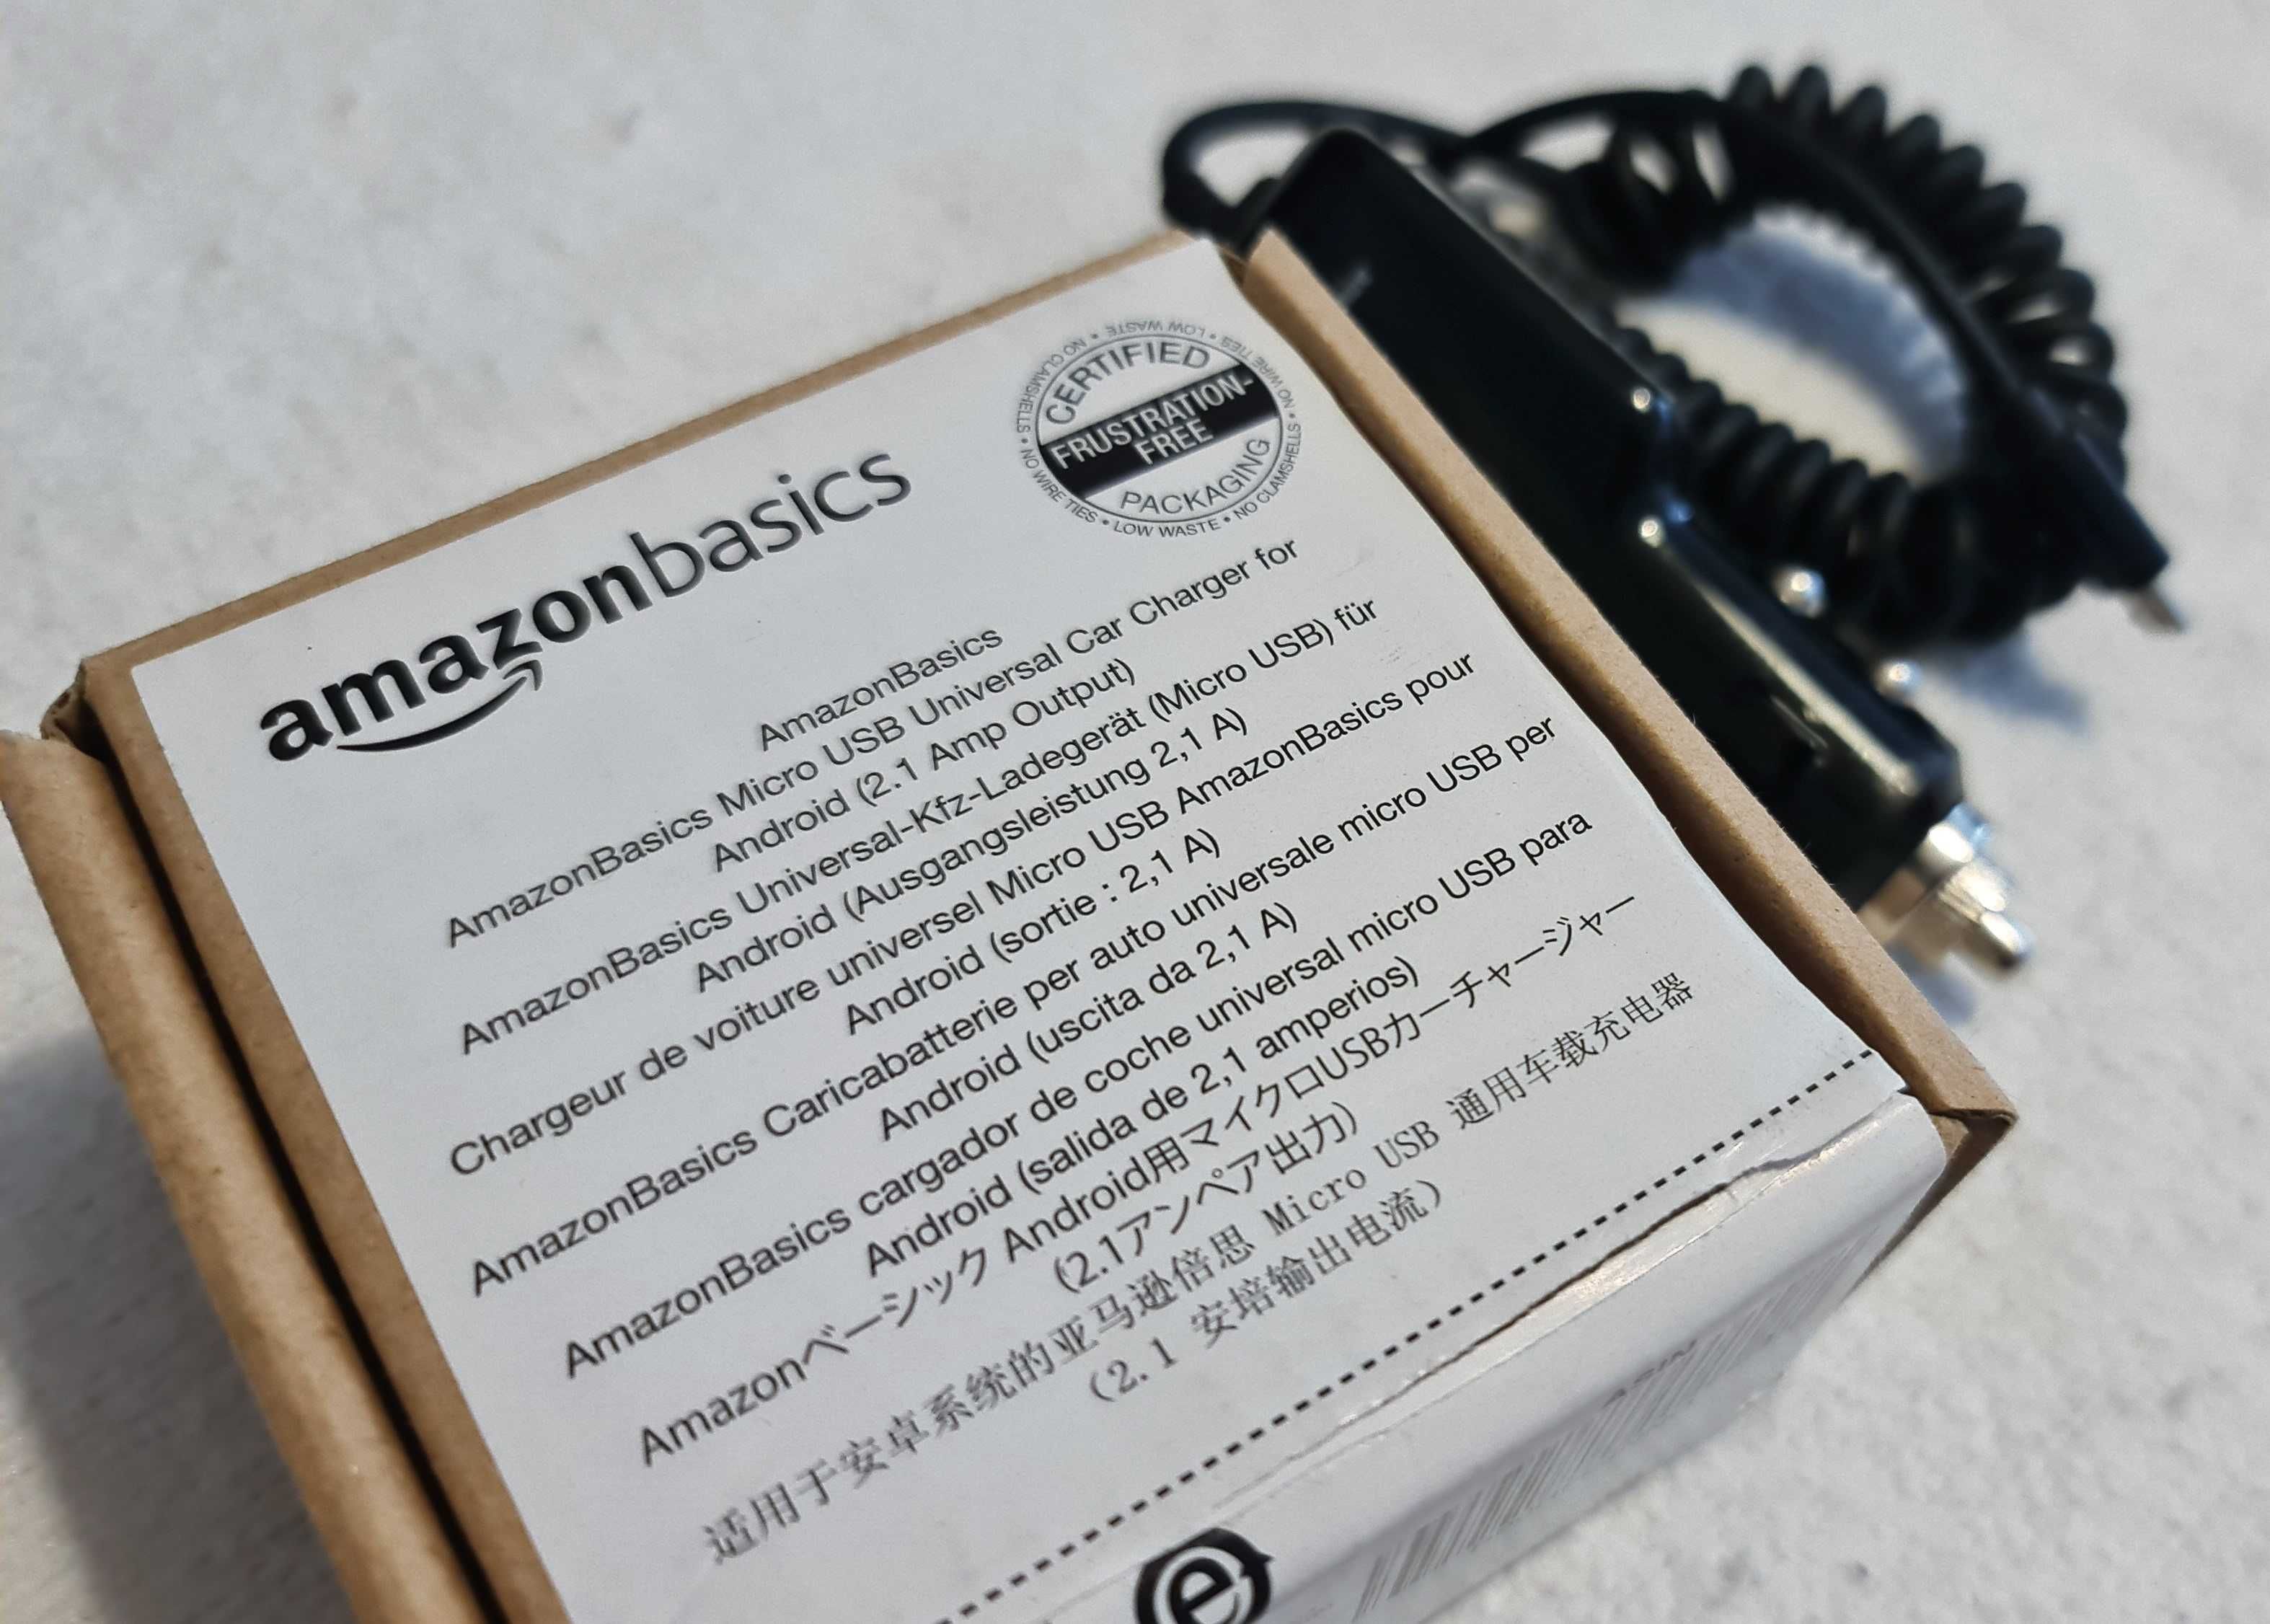 amazonbasics
CERTIFIED
FRUSTRATION-
FREE
PACKAGING
• LOW WASTE • NO WIRE TIES • NO CLAMSHELLS • LOW WASTE • NO WIRE TIES • NO CLAMSHELLS
AmazonBasics
AmazonBasics Micro USB Universal Car Charger for
Android (2.1 Amp Output)
AmazonBasics Universal-Kfz-Ladegerät (Micro USB) für
Android (Ausgangsleistung 2,1 A)
Chargeur de voiture universel Micro USB AmazonBasics pour
Android (sortie : 2,1 A)
AmazonBasics Caricabatterie per auto universale micro USB per
Android (uscita da 2,1 A)
AmazonBasics cargador de coche universal micro USB para
Android (salida de 2,1 amperios)
Amazonベーシック Android用マイクロUSBカーチャージャー
(2.1アンペア出力)
适用于安卓系统的亚马逊倍思 Micro USB 通用车载充电器
（2.1 安培输出电流）
e
ASIN